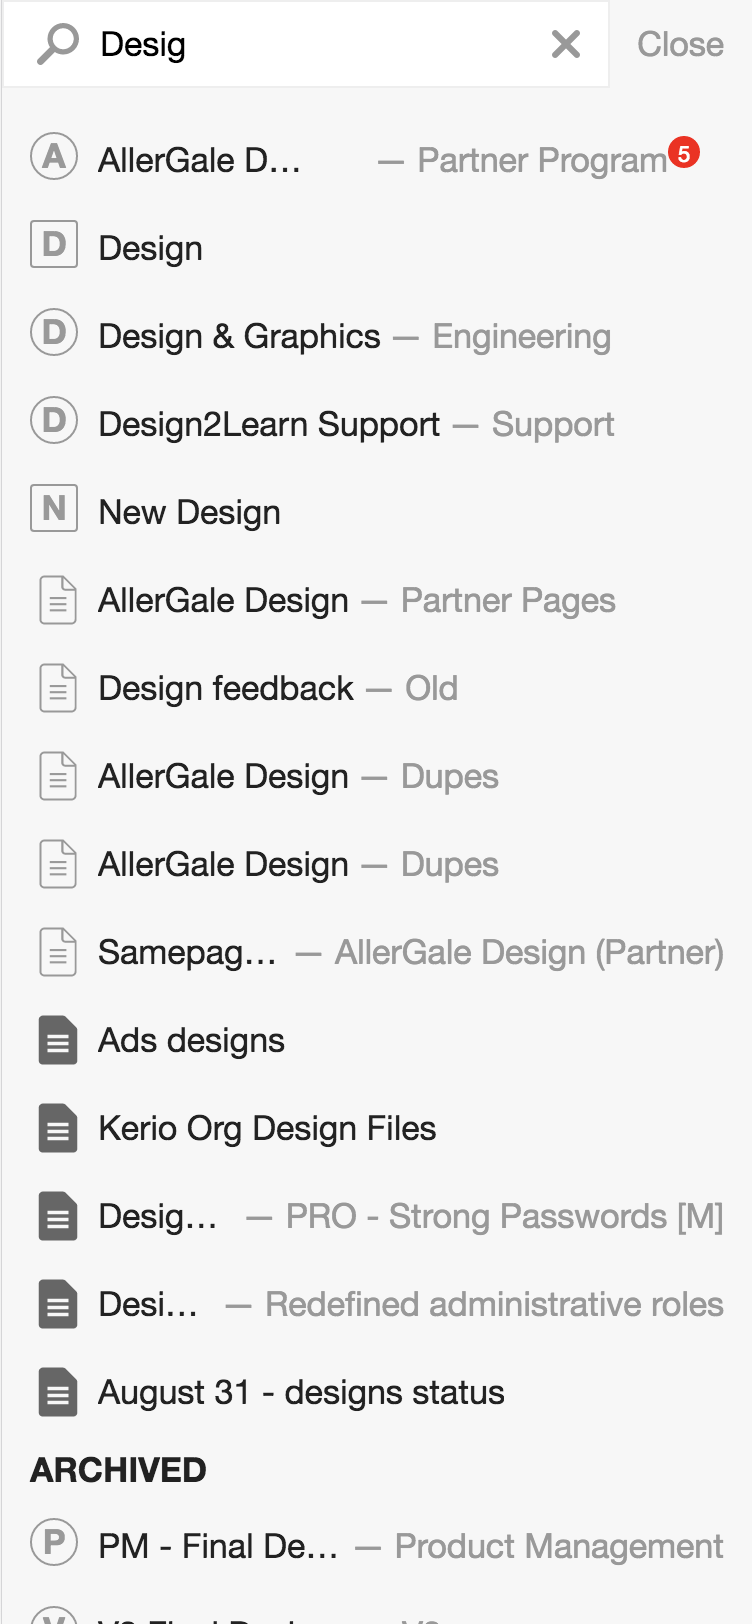 Desig Close
A AllerGale D... — Partner Program 5
D Design
D Design & Graphics — Engineering
D Design2Learn Support — Support
N New Design
AllerGale Design — Partner Pages
Design feedback — Old
AllerGale Design — Dupes
AllerGale Design — Dupes
Samepag... — AllerGale Design (Partner)
Ads designs
Kerio Org Design Files
Desig... — PRO - Strong Passwords [M]
Desi... — Redefined administrative roles
August 31 - designs status
ARCHIVED
P PM - Final De... — Product Management